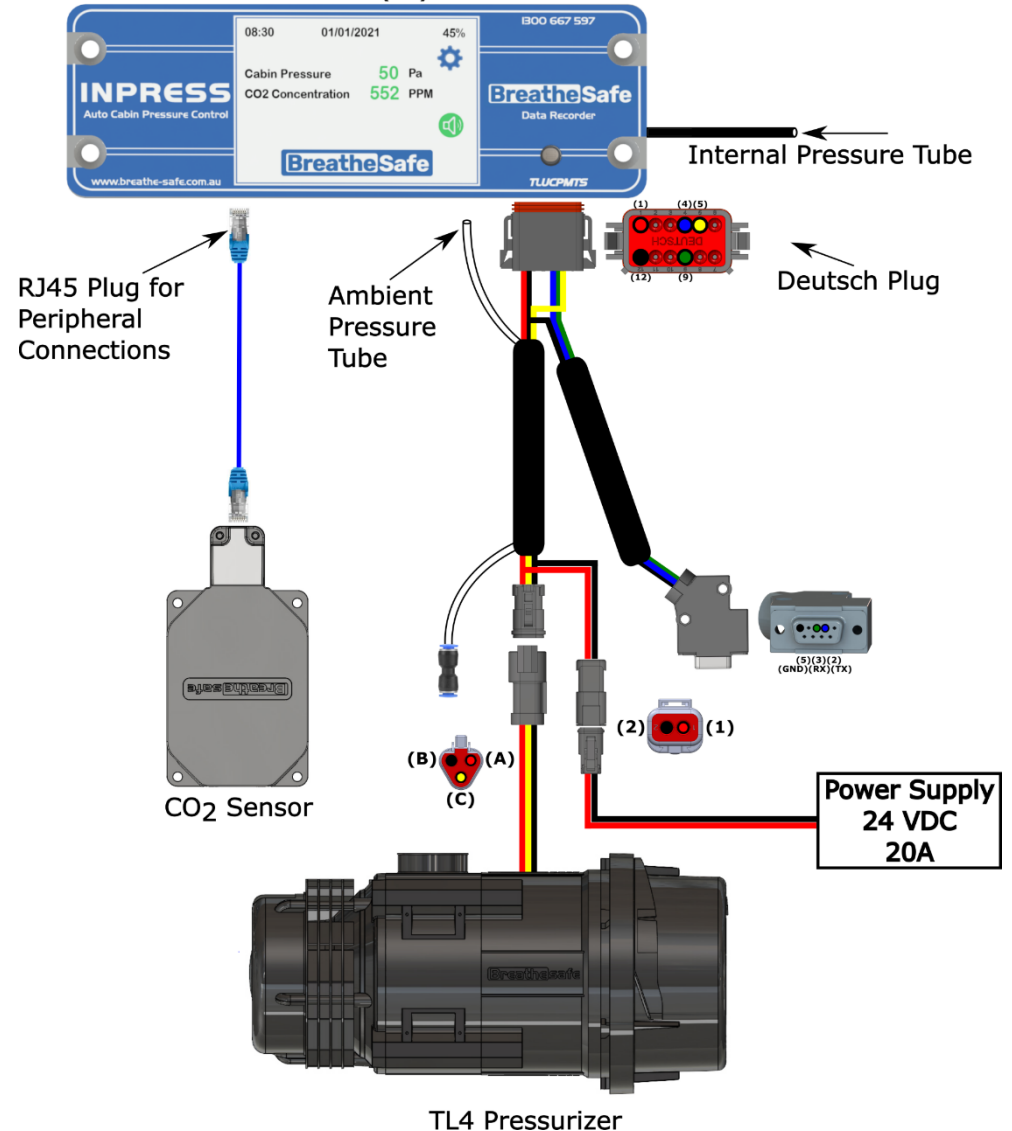 1300 667 597
08:30 01/01/2021 45%
Cabin Pressure 50 Pa
CO2 Concentration 552 PPM
INPRESS
Auto Cabin Pressure Control
BreatheSafe
Data Recorder
BreatheSafe
www.breathe-safe.com.au
TLUCPMTS
Internal Pressure Tube
(1) (4)(5)
DEUTSCH
(12) (9)
Deutsch Plug
RJ45 Plug for
Peripheral
Connections
Ambient
Pressure
Tube
(5)(3)(2)
(GND)(RX)(TX)
Breathesafe
CO2 Sensor
(B) (A)
(C)
(2) (1)
Power Supply
24 VDC
20A
Breathesafe
TL4 Pressurizer